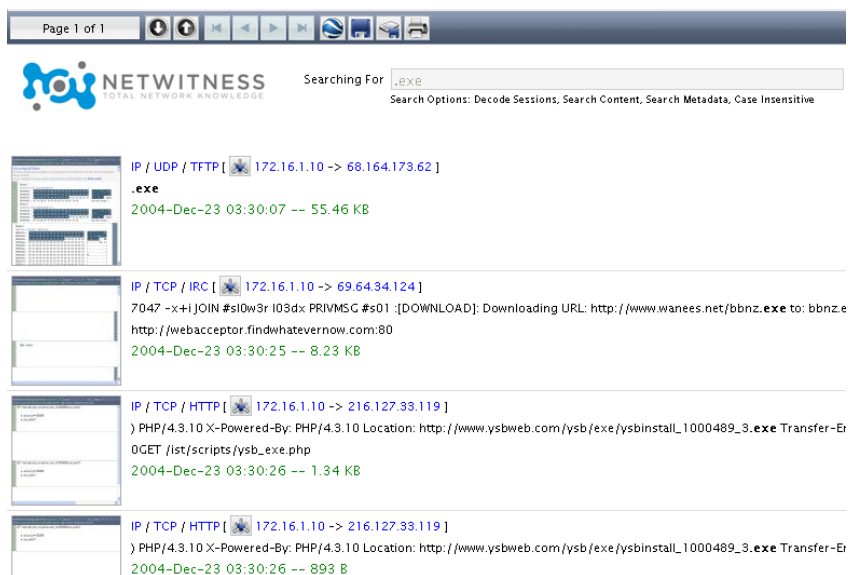 Page 1 of 1
NETWITNESS
TOTAL NETWORK KNOWLEDGE
Searching For .exe
Search Options: Decode Sessions, Search Content, Search Metadata, Case Insensitive
IP / UDP / TFTP [ 172.16.1.10 -> 68.164.173.62 ]
.exe
2004-Dec-23 03:30:07 -- 55.46 KB
IP / TCP / IRC [ 172.16.1.10 -> 69.64.34.124 ]
7047 -x+i JOIN #sl0w3r l03dx PRIVMSG #s01 :[DOWNLOAD]: Downloading URL: http://www.wanees.net/bbnz.exe to: bbnz.e
http://webacceptor.findwhatevernow.com:80
2004-Dec-23 03:30:25 -- 8.23 KB
IP / TCP / HTTP [ 172.16.1.10 -> 216.127.33.119 ]
) PHP/4.3.10 X-Powered-By: PHP/4.3.10 Location: http://www.ysbweb.com/ysb/exe/ysbinstall_1000489_3.exe Transfer-En
0GET /ist/scripts/ysb_exe.php
2004-Dec-23 03:30:26 -- 1.34 KB
IP / TCP / HTTP [ 172.16.1.10 -> 216.127.33.119 ]
) PHP/4.3.10 X-Powered-By: PHP/4.3.10 Location: http://www.ysbweb.com/ysb/exe/ysbinstall_1000489_3.exe Transfer-En
2004-Dec-23 03:30:26 -- 893 B